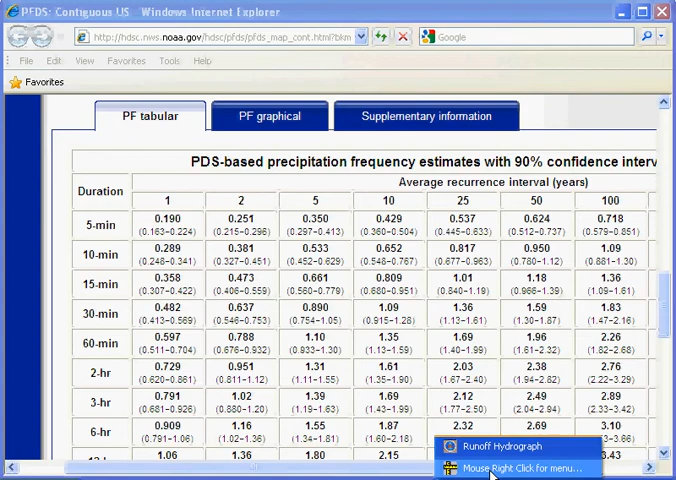 PFDS: Contiguous US - Windows Internet Explorer
http://hdsc.nws.noaa.gov/hdsc/pfds/pfds_map_cont.html?bkm
Google
File Edit View Favorites Tools Help
Favorites
PF tabular PF graphical Supplementary information
PDS-based precipitation frequency estimates with 90% confidence interv
Duration Average recurrence interval (years)
1 2 5 10 25 50 100
5-min 0.190 0.251 0.350 0.429 0.537 0.624 0.718
(0.163-0.224) (0.215-0.296) (0.297-0.413) (0.360-0.504) (0.445-0.633) (0.512-0.737) (0.579-0.851)
10-min 0.289 0.381 0.533 0.652 0.817 0.950 1.09
(0.248-0.341) (0.327-0.451) (0.452-0.629) (0.548-0.767) (0.677-0.963) (0.780-1.12) (0.881-1.30)
15-min 0.358 0.473 0.661 0.809 1.01 1.18 1.36
(0.307-0.422) (0.406-0.559) (0.560-0.779) (0.680-0.951) (0.840-1.19) (0.966-1.39) (1.09-1.61)
30-min 0.482 0.637 0.890 1.09 1.36 1.59 1.83
(0.413-0.569) (0.546-0.753) (0.754-1.05) (0.915-1.28) (1.13-1.61) (1.30-1.87) (1.47-2.16)
60-min 0.597 0.788 1.10 1.35 1.69 1.96 2.26
(0.511-0.704) (0.676-0.932) (0.933-1.30) (1.13-1.59) (1.40-1.99) (1.61-2.32) (1.82-2.68)
2-hr 0.729 0.951 1.31 1.61 2.03 2.38 2.76
(0.620-0.861) (0.811-1.12) (1.11-1.55) (1.35-1.90) (1.67-2.40) (1.94-2.82) (2.22-3.29)
3-hr 0.791 1.02 1.39 1.69 2.12 2.49 2.89
(0.681-0.926) (0.880-1.20) (1.19-1.63) (1.43-1.99) (1.77-2.50) (2.04-2.94) (2.33-3.42)
6-hr 0.909 1.16 1.55 1.87 2.32 2.69 3.10
(0.791-1.06) (1.02-1.36) (1.34-1.81) (1.60-2.18) 3-3.66)
Runoff Hydrograph
1.06 1.36 1.80 2.15 3.43
Mouse Right Click for menu...